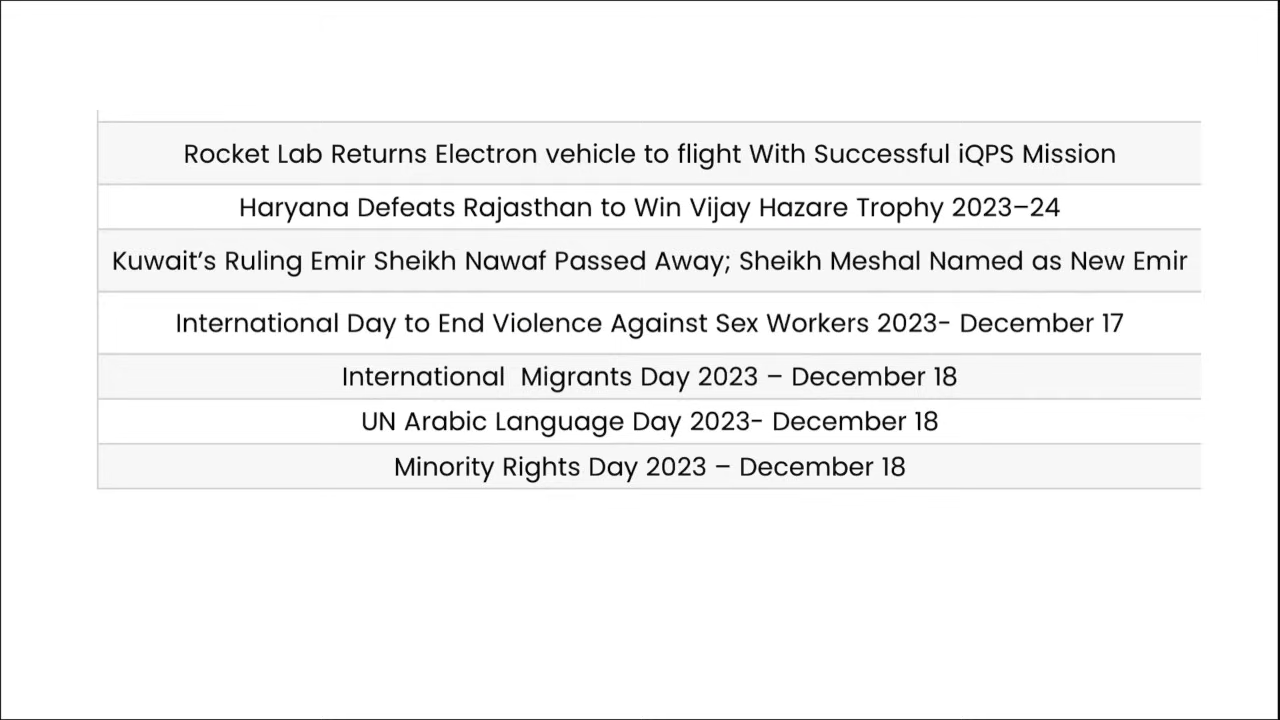 Rocket Lab Returns Electron vehicle to flight With Successful iQPS Mission
Haryana Defeats Rajasthan to Win Vijay Hazare Trophy 2023–24
Kuwait’s Ruling Emir Sheikh Nawaf Passed Away; Sheikh Meshal Named as New Emir
International Day to End Violence Against Sex Workers 2023- December 17
International  Migrants Day 2023 – December 18
UN Arabic Language Day 2023- December 18
Minority Rights Day 2023 – December 18